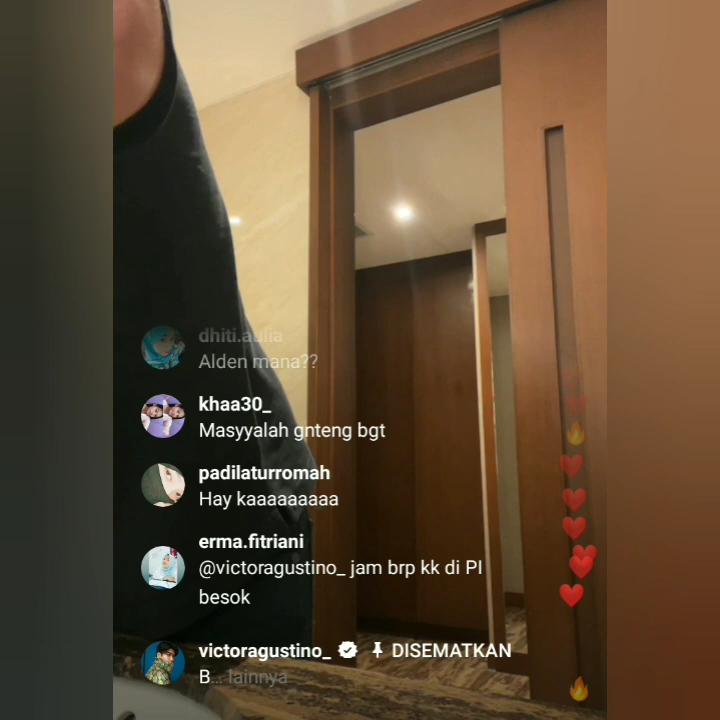 dhiti.aulia
Alden mana??
khaa30_
Masyyalah gnteng bgt
padilaturromah
Hay kaaaaaaaaa
erma.fitriani
@victoragustino_ jam brp kk di PI
besok
victoragustino_ DISEMATKAN
B... lainnya